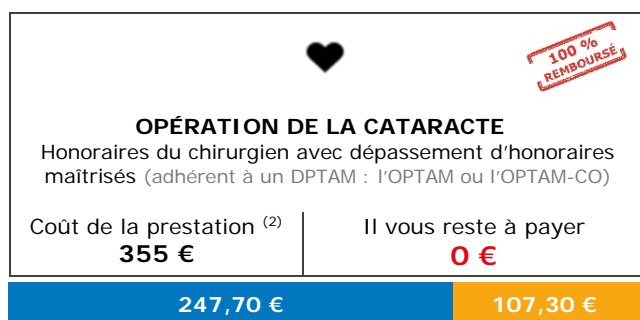 100 %
REMBOURSÉ
OPÉRATION DE LA CATARACTE
Honoraires du chirurgien avec dépassement d'honoraires
maîtrisés (adhérent à un DPTAM : l'OPTAM ou l'OPTAM-CO)
Coût de la prestation (2)
355 €
Il vous reste à payer
0 €
247,70 €
107,30 €